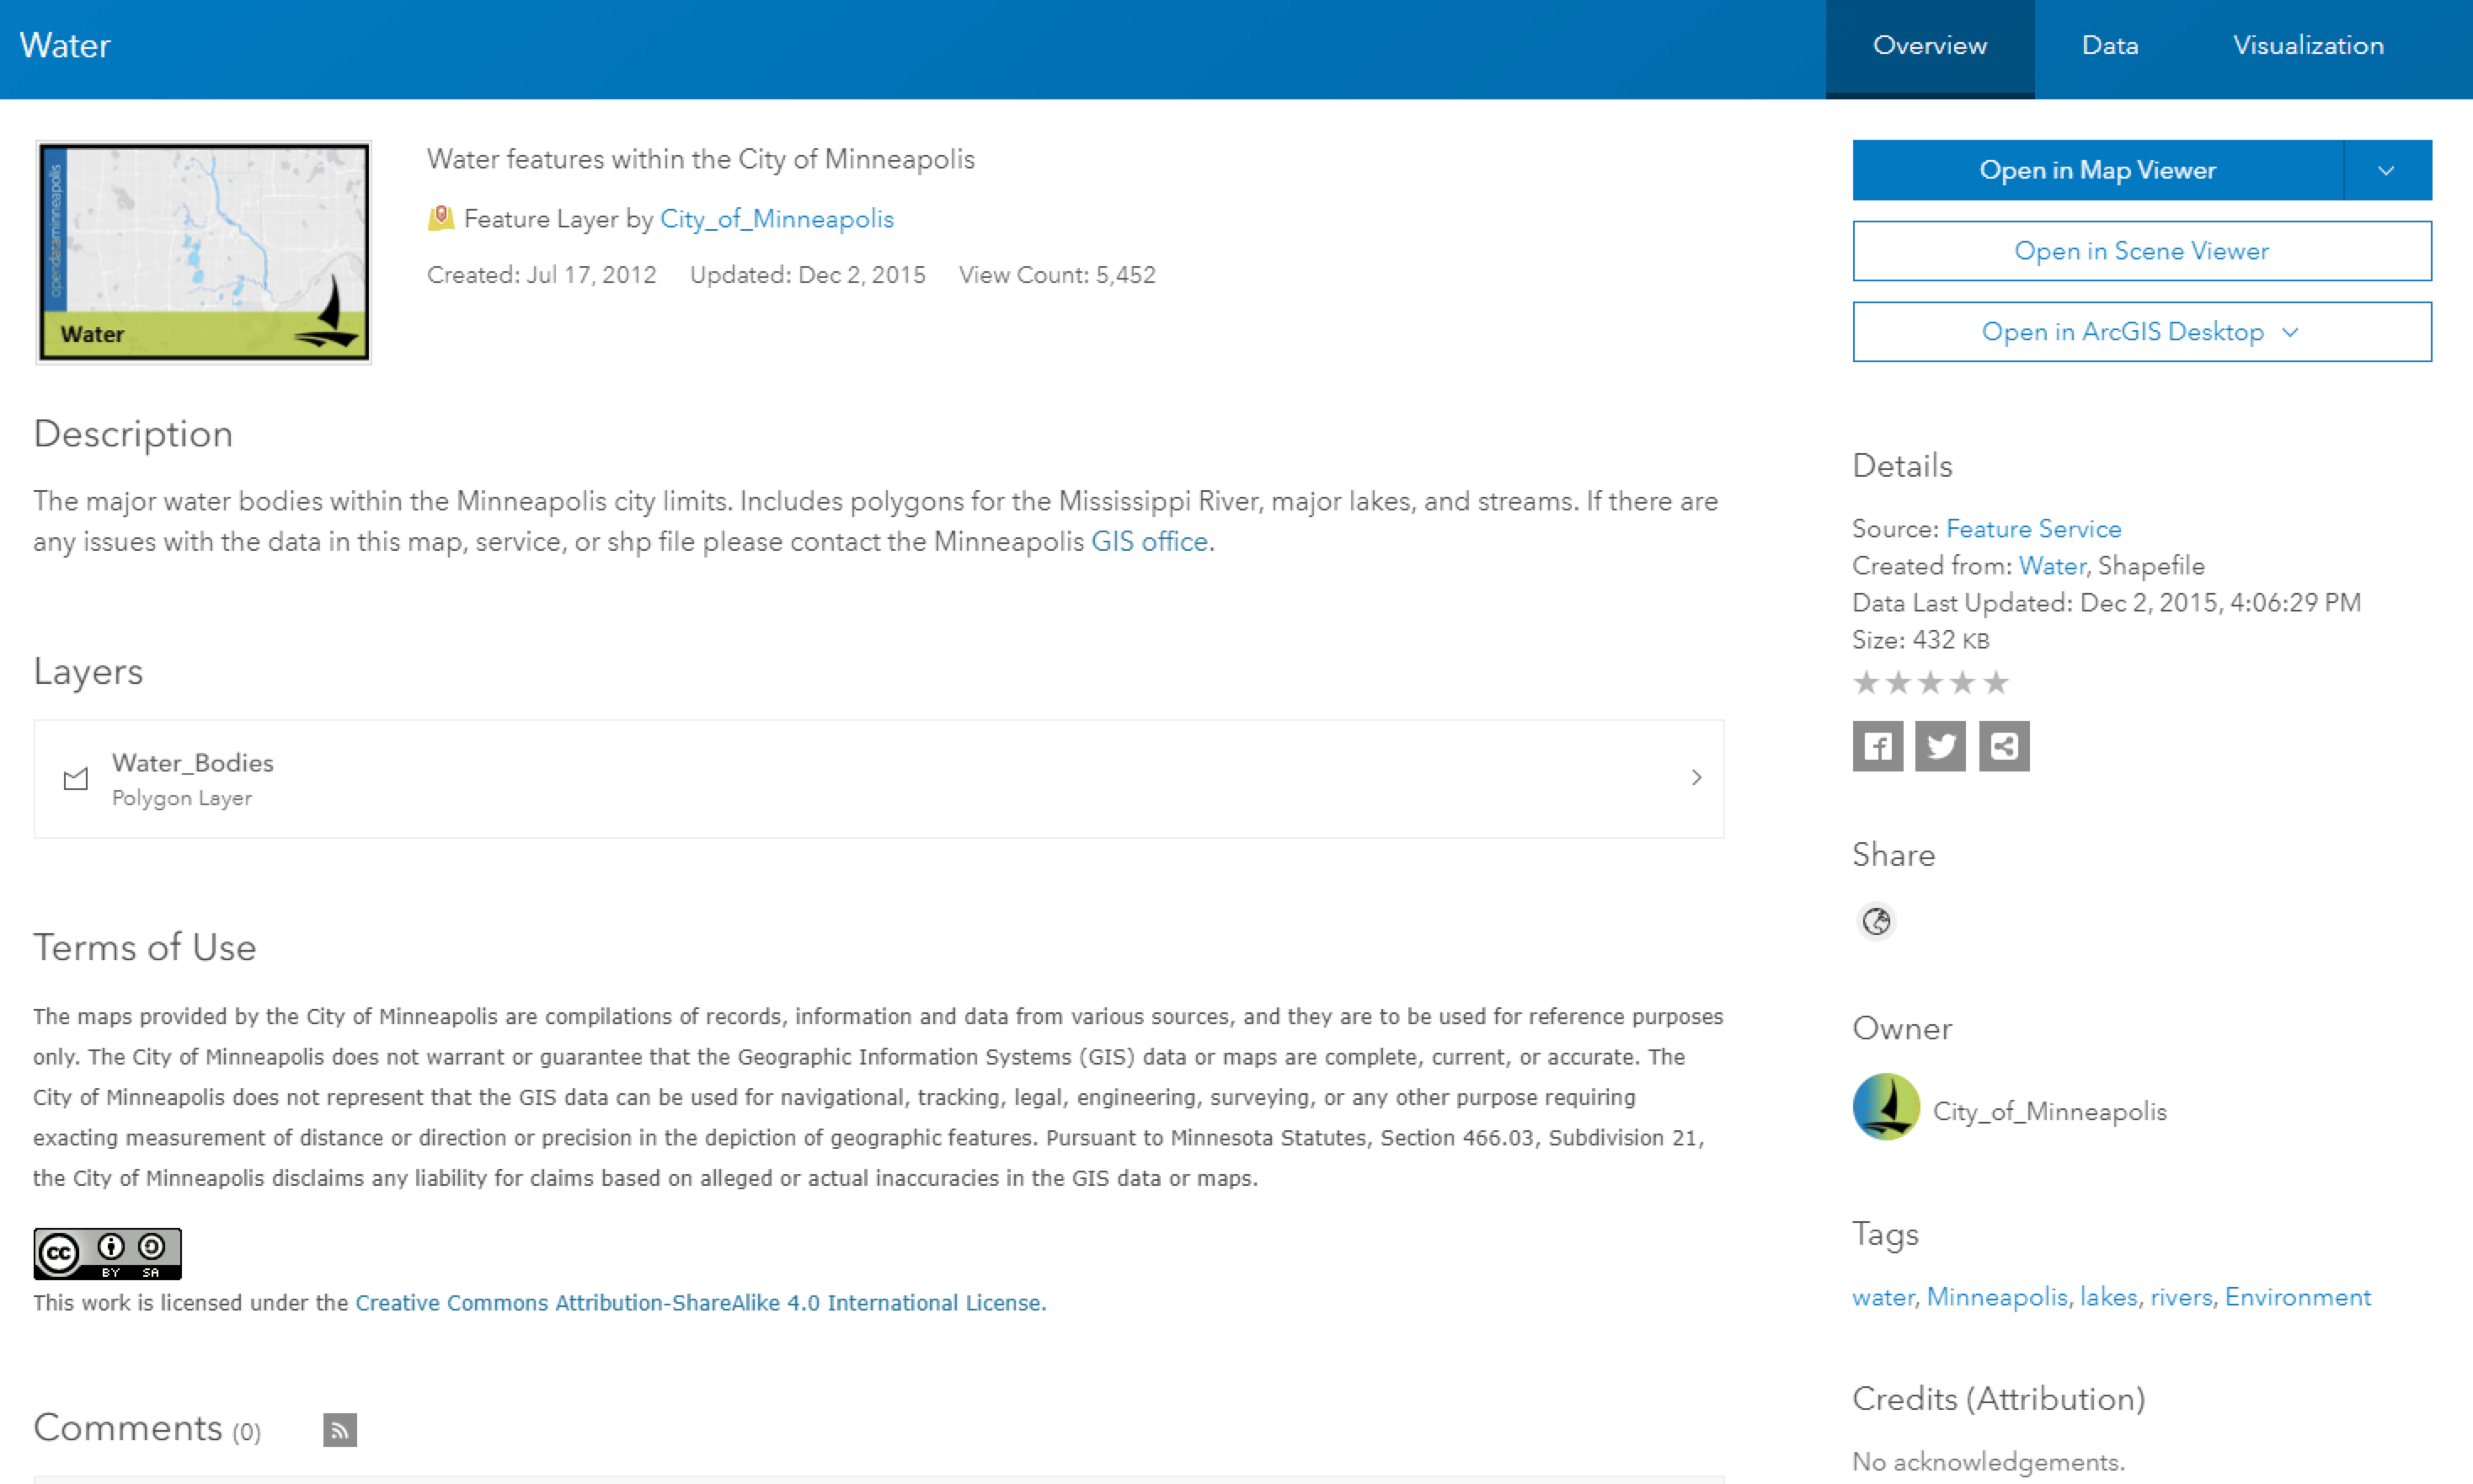 Water
Overview
Data
Visualization
opendataminneapolis
Water
Water features within the City of Minneapolis
Feature Layer by City_of_Minneapolis
Created: Jul 17, 2012 Updated: Dec 2, 2015 View Count: 5,452
Open in Map Viewer
Open in Scene Viewer
Open in ArcGIS Desktop
Description
The major water bodies within the Minneapolis city limits. Includes polygons for the Mississippi River, major lakes, and streams. If there are
any issues with the data in this map, service, or shp file please contact the Minneapolis GIS office.
Layers
Water_Bodies
Polygon Layer
Terms of Use
The maps provided by the City of Minneapolis are compilations of records, information and data from various sources, and they are to be used for reference purposes
only. The City of Minneapolis does not warrant or guarantee that the Geographic Information Systems (GIS) data or maps are complete, current, or accurate. The
City of Minneapolis does not represent that the GIS data can be used for navigational, tracking, legal, engineering, surveying, or any other purpose requiring
exacting measurement of distance or direction or precision in the depiction of geographic features. Pursuant to Minnesota Statutes, Section 466.03, Subdivision 21,
the City of Minneapolis disclaims any liability for claims based on alleged or actual inaccuracies in the GIS data or maps.
cc
BY SA
This work is licensed under the Creative Commons Attribution-ShareAlike 4.0 International License.
Comments (0)
Details
Source: Feature Service
Created from: Water, Shapefile
Data Last Updated: Dec 2, 2015, 4:06:29 PM
Size: 432 KB
Share
Owner
City_of_Minneapolis
Tags
water, Minneapolis, lakes, rivers, Environment
Credits (Attribution)
No acknowledgements.